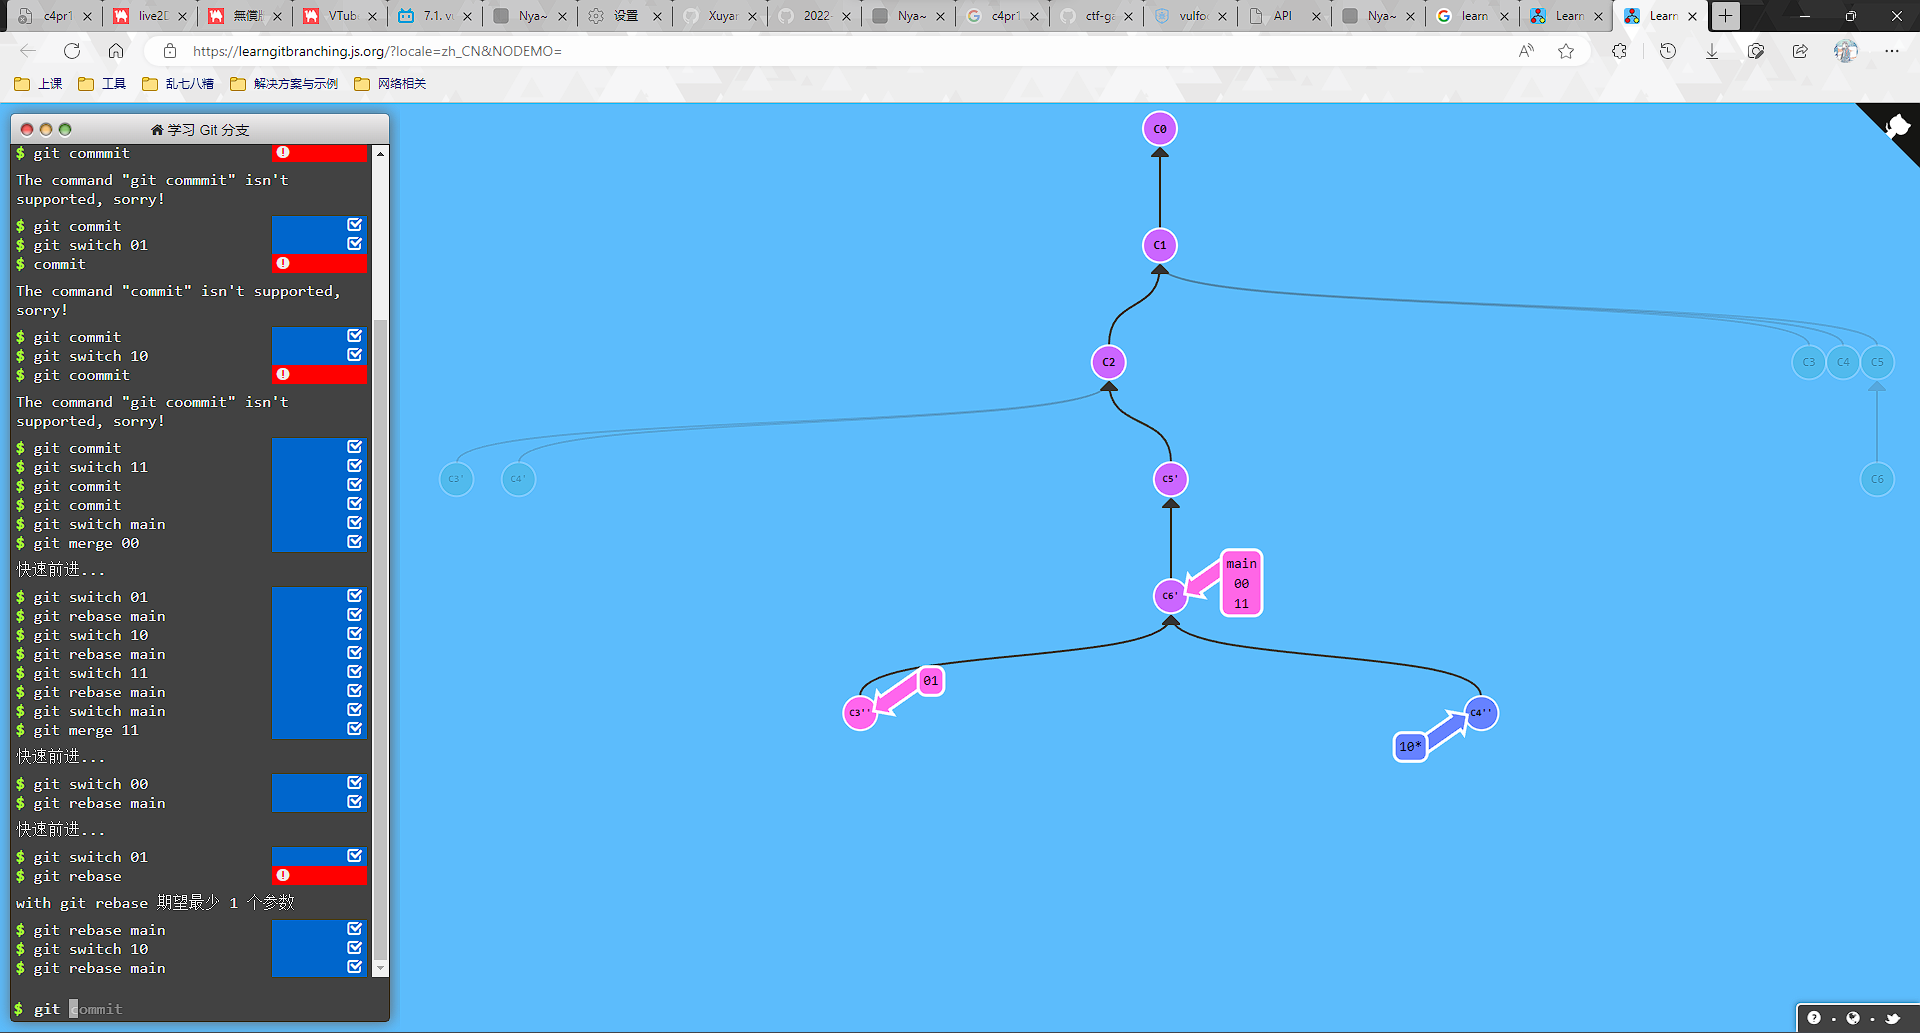 c4pr1
live2D
無償版
VTub
7.1. vu
Nya~
设置
Xuyar
2022-
Nya~
c4pr1
ctf-ga
vulfoc
API
Nya~
learn
Learn
Learn
https://learngitbranching.js.org/?locale=zh_CN&NODEMO=
上课
工具
乱七八糟
解决方案与示例
网络相关
学习 Git 分支
$ git commmit
The command "git commmit" isn't
supported, sorry!
$ git commit
$ git switch 01
$ commit
The command "commit" isn't supported,
sorry!
$ git commit
$ git switch 10
$ git coommit
The command "git coommit" isn't
supported, sorry!
$ git commit
$ git switch 11
$ git commit
$ git commit
$ git switch main
$ git merge 00
快速前进...
$ git switch 01
$ git rebase main
$ git switch 10
$ git rebase main
$ git switch 11
$ git rebase main
$ git switch main
$ git merge 11
快速前进...
$ git switch 00
$ git rebase main
快速前进...
$ git switch 01
$ git rebase
with git rebase 期望最少 1 个参数
$ git rebase main
$ git switch 10
$ git rebase main
$ git commit
C0
C1
C2
C3
C4
C5
C3'
C4'
C5'
C6
C6'
main
00
11
01
C3''
C4''
10*